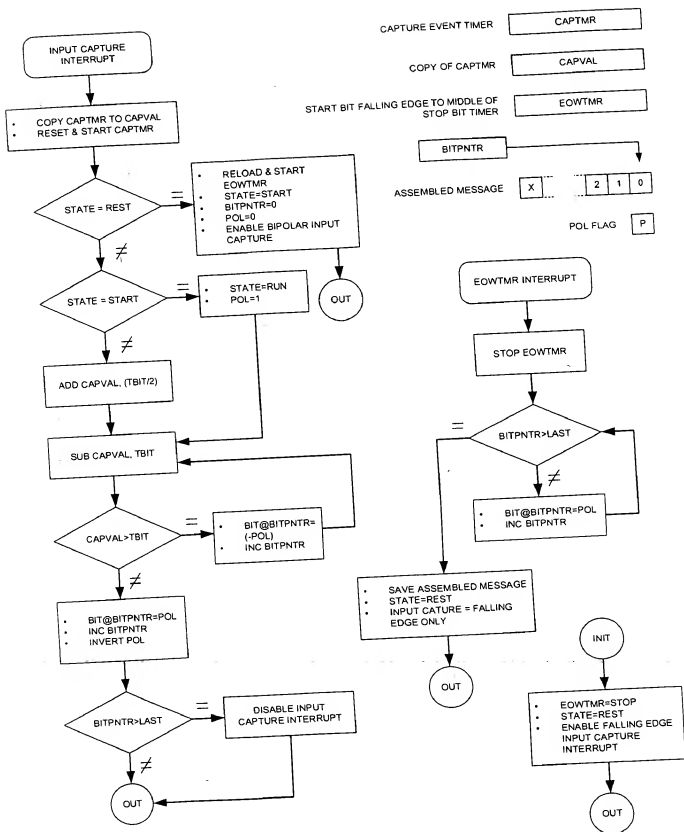 INPUT CAPTURE
INTERRUPT
• COPY CAPTMR TO CAPVAL
• RESET & START CAPTMR
STATE = REST
=
≠
• RELOAD & START
EOWTMR
• STATE=START
• BITPNTR=0
• POL=0
• ENABLE BIPOLAR INPUT
CAPTURE
OUT
STATE = START
=
≠
• STATE=RUN
• POL=1
ADD CAPVAL, (TBIT/2)
SUB CAPVAL, TBIT
CAPVAL>TBIT
=
≠
• BIT@BITPNTR=
(-POL)
• INC BITPNTR
• BIT@BITPNTR=POL
• INC BITPNTR
• INVERT POL
BITPNTR>LAST
=
≠
DISABLE INPUT
CAPTURE INTERRUPT
OUT
CAPTURE EVENT TIMER
CAPTMR
COPY OF CAPTMR
CAPVAL
START BIT FALLING EDGE TO MIDDLE OF
STOP BIT TIMER
EOWTMR
BITPNTR
ASSEMBLED MESSAGE
X 2 1 0
POL FLAG
P
EOWTMR INTERRUPT
STOP EOWTMR
BITPNTR>LAST
=
≠
• BIT@BITPNTR=POL
• INC BITPNTR
• SAVE ASSEMBLED MESSAGE
• STATE=REST
• INPUT CATURE = FALLING
EDGE ONLY
OUT
INIT
• EOWTMR=STOP
• STATE=REST
• ENABLE FALLING EDGE
INPUT CAPTURE
INTERRUPT
OUT